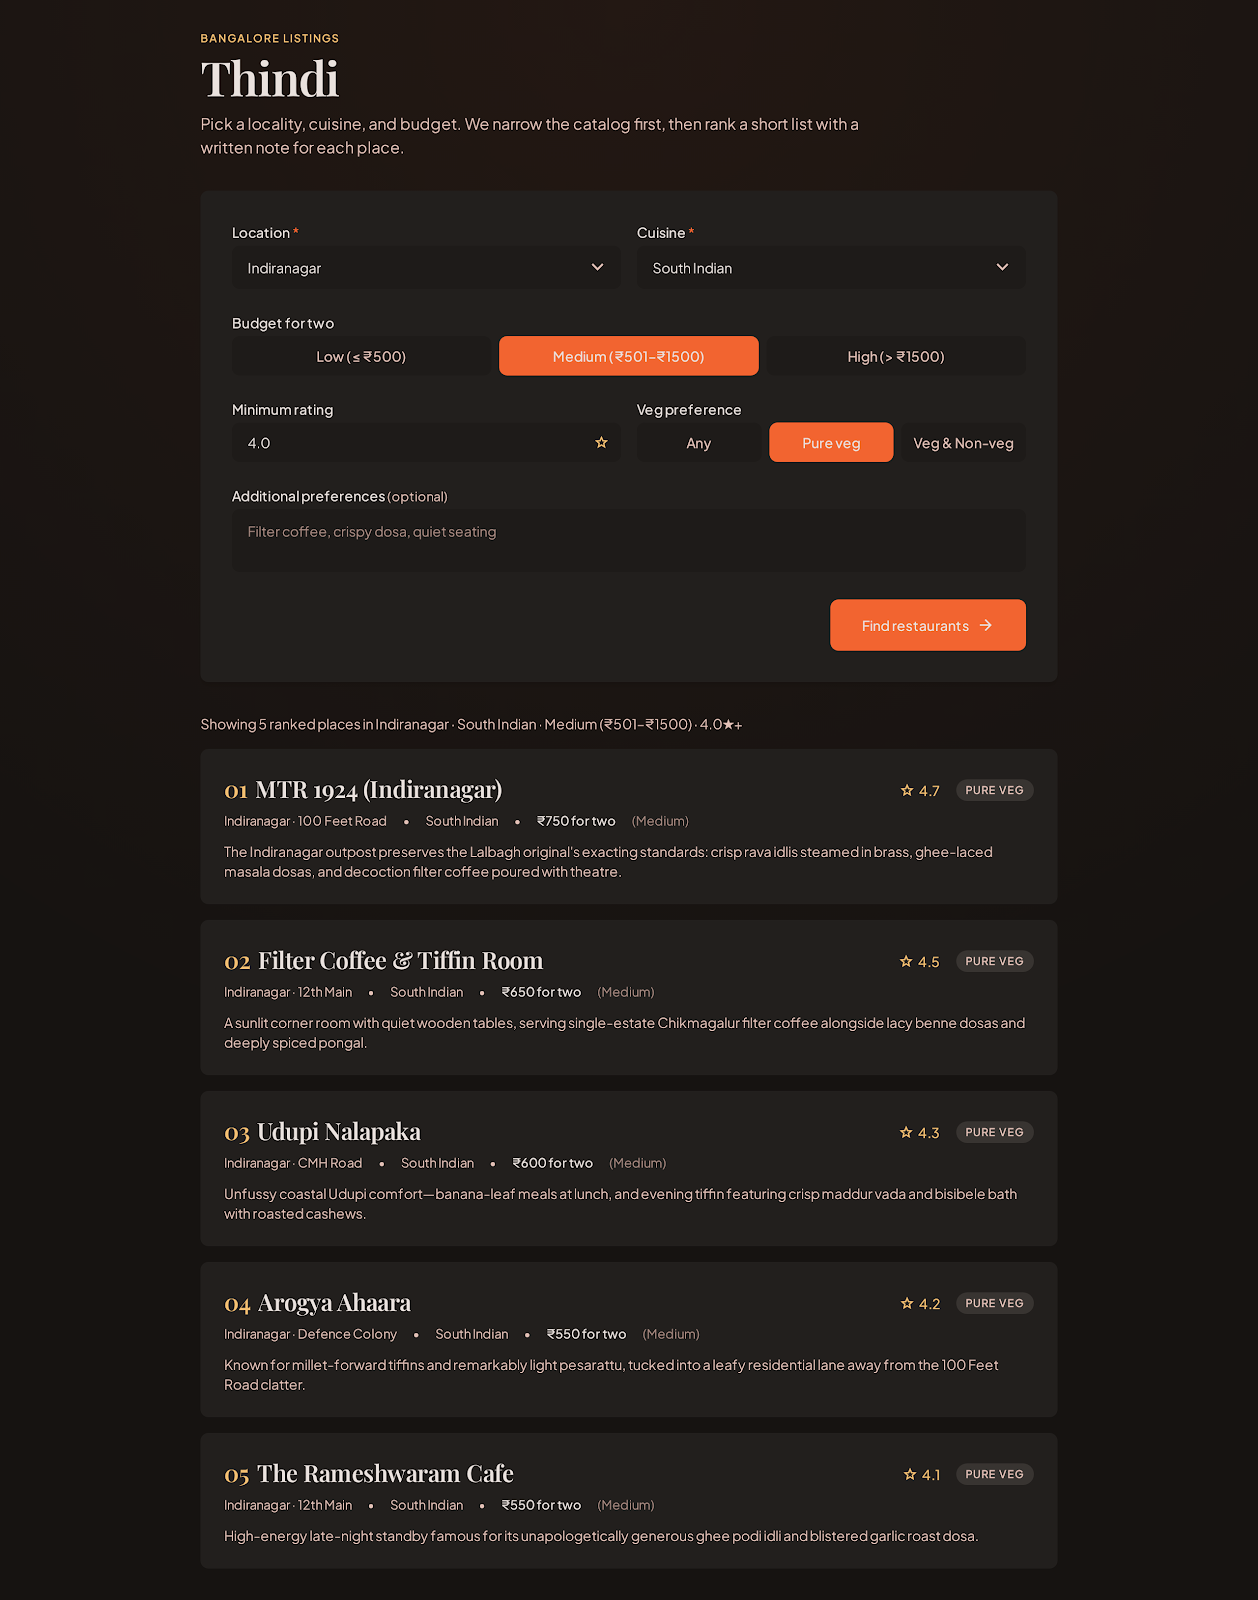 BANGALORE LISTINGS
Thindi
Pick a locality, cuisine, and budget. We narrow the catalog first, then rank a short list with a
written note for each place.
Location * Cuisine *
Indiranagar South Indian
Budget for two
Low (≤ ₹500) Medium (₹501–₹1500) High (> ₹1500)
Minimum rating Veg preference
4.0 ☆ Any Pure veg Veg & Non-veg
Additional preferences (optional)
Filter coffee, crispy dosa, quiet seating
Find restaurants →
Showing 5 ranked places in Indiranagar · South Indian · Medium (₹501–₹1500) · 4.0★+
01 MTR 1924 (Indiranagar) ☆ 4.7 PURE VEG
Indiranagar · 100 Feet Road • South Indian • ₹750 for two (Medium)
The Indiranagar outpost preserves the Lalbagh original's exacting standards: crisp rava idlis steamed in brass, ghee-laced
masala dosas, and decoction filter coffee poured with theatre.
02 Filter Coffee & Tiffin Room ☆ 4.5 PURE VEG
Indiranagar · 12th Main • South Indian • ₹650 for two (Medium)
A sunlit corner room with quiet wooden tables, serving single-estate Chikmagalur filter coffee alongside lacy benne dosas and
deeply spiced pongal.
03 Udupi Nalapaka ☆ 4.3 PURE VEG
Indiranagar · CMH Road • South Indian • ₹600 for two (Medium)
Unfussy coastal Udupi comfort—banana-leaf meals at lunch, and evening tiffin featuring crisp maddur vada and bisibele bath
with roasted cashews.
04 Arogya Ahaara ☆ 4.2 PURE VEG
Indiranagar · Defence Colony • South Indian • ₹550 for two (Medium)
Known for millet-forward tiffins and remarkably light pesarattu, tucked into a leafy residential lane away from the 100 Feet
Road clatter.
05 The Rameshwaram Cafe ☆ 4.1 PURE VEG
Indiranagar · 12th Main • South Indian • ₹550 for two (Medium)
High-energy late-night standby famous for its unapologetically generous ghee podi idli and blistered garlic roast dosa.